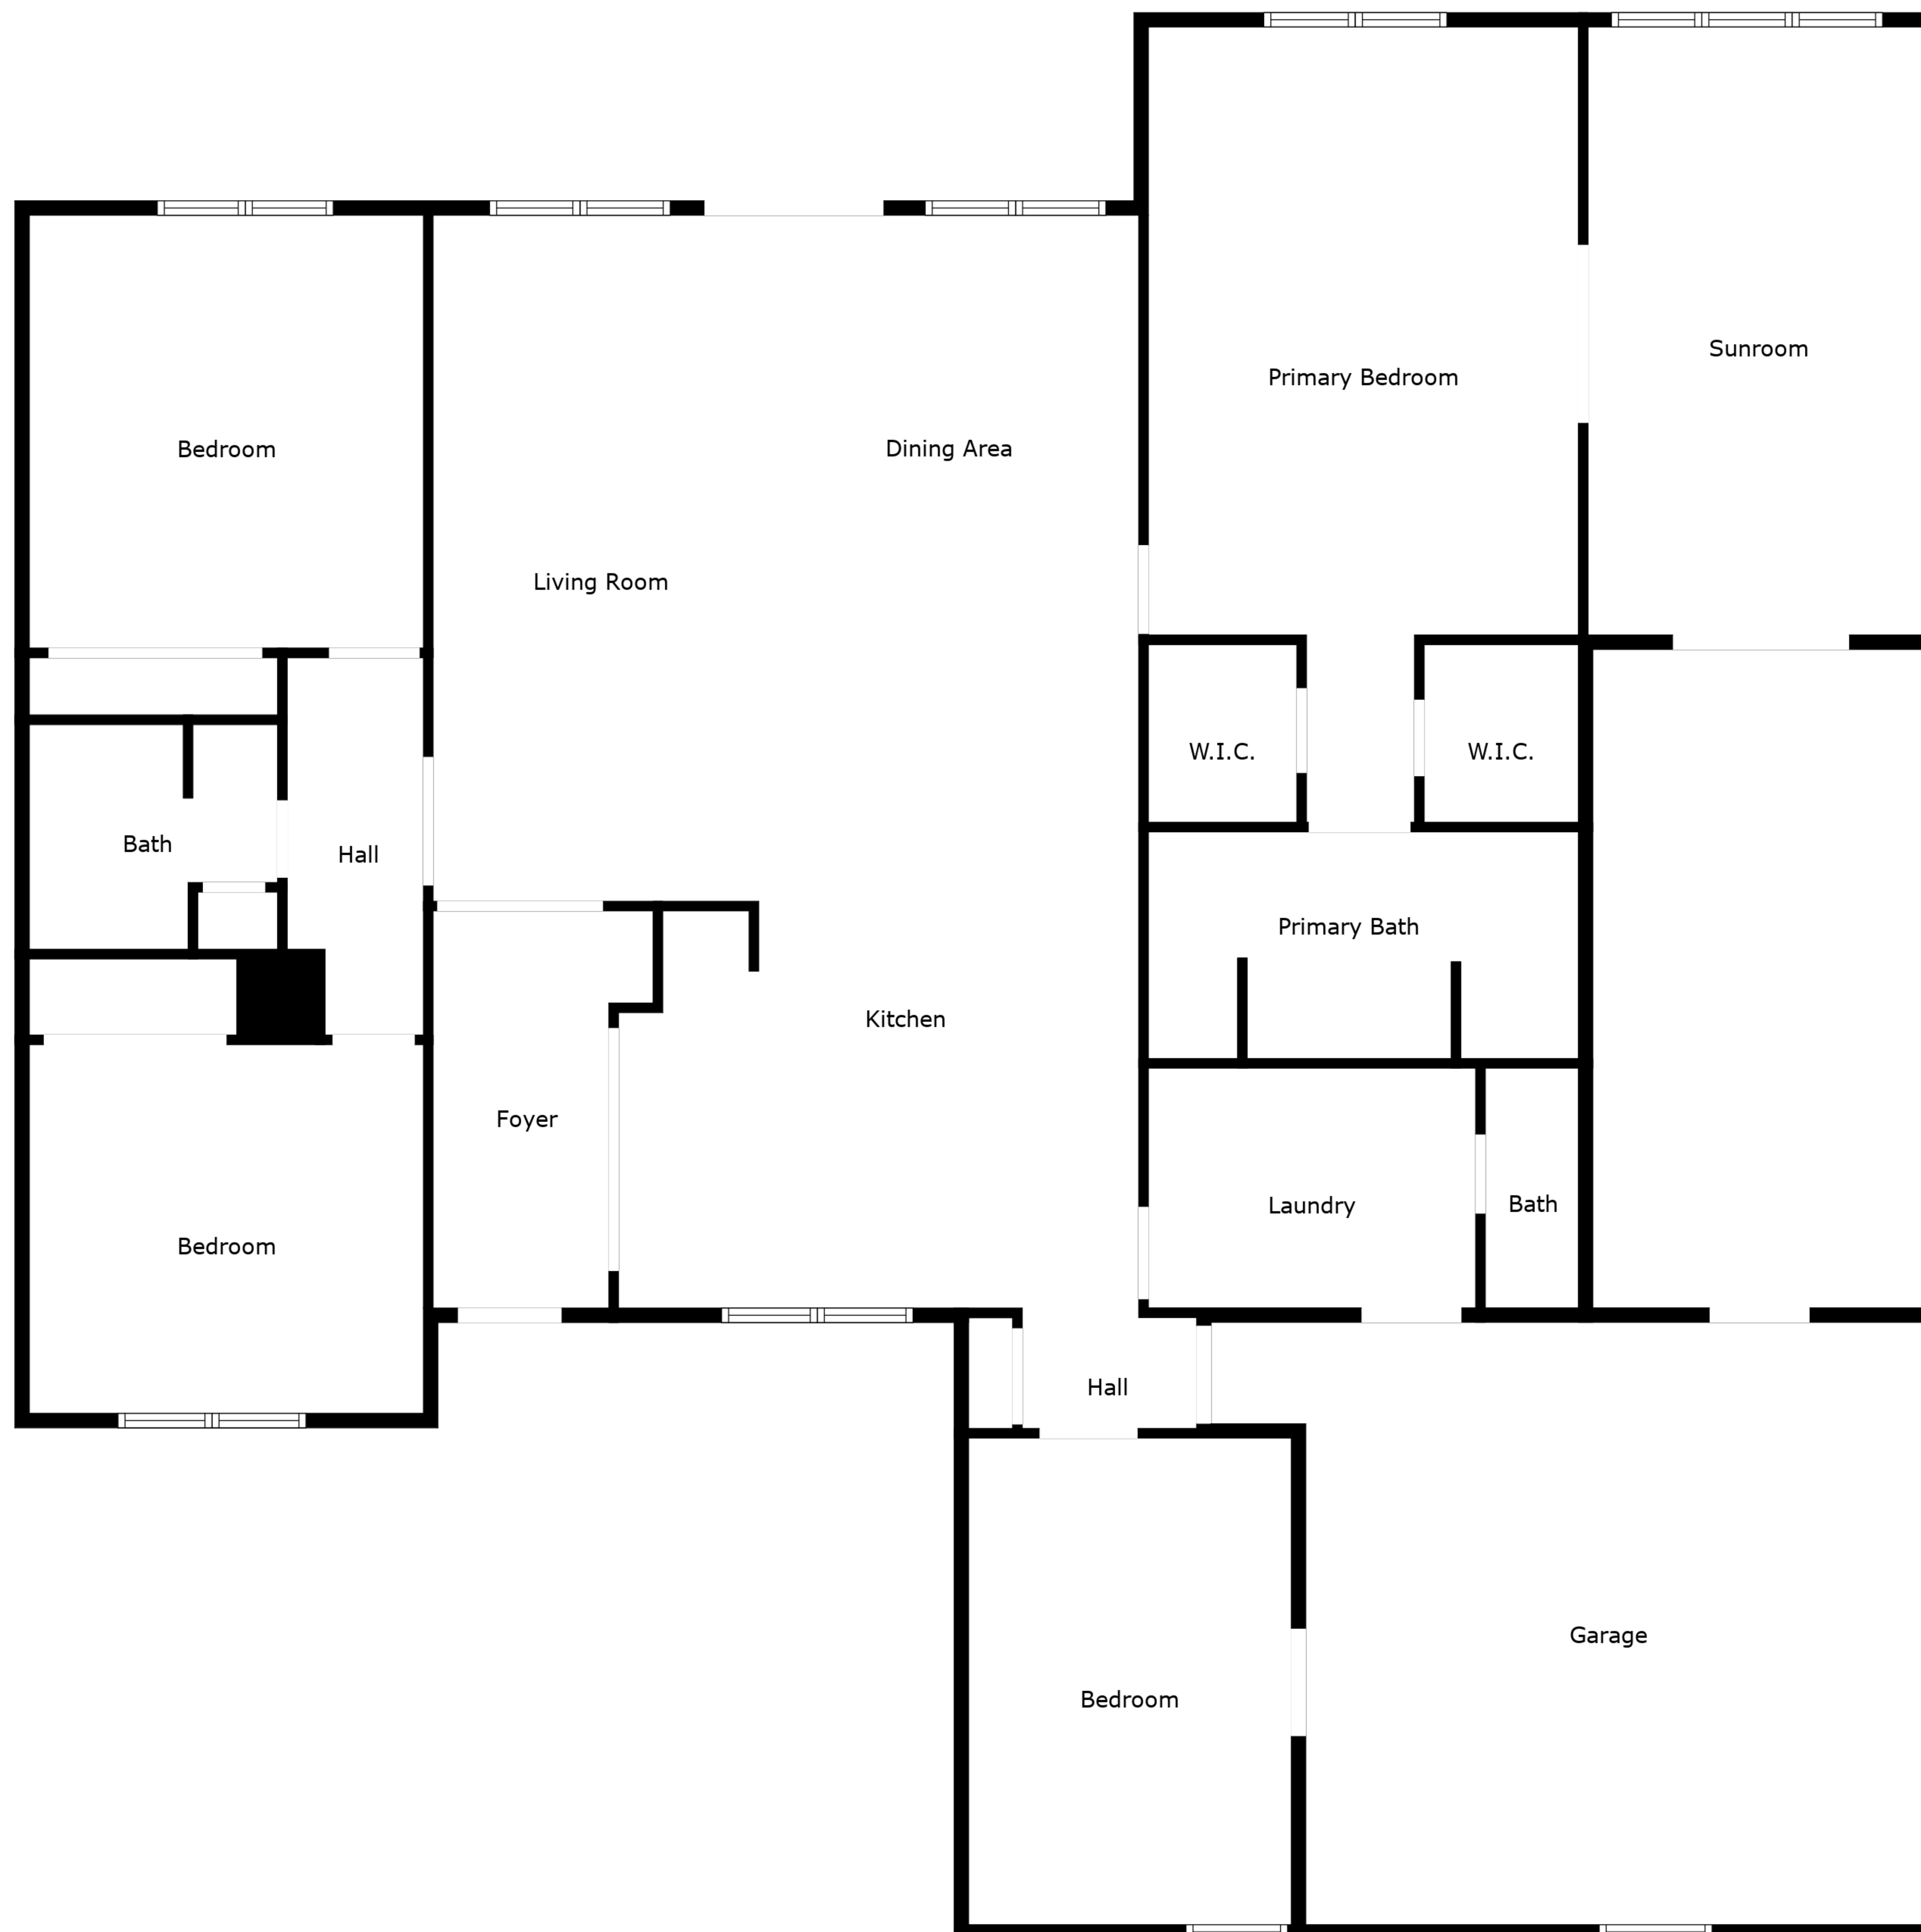 Sunroom
Primary Bedroom
Bedroom
Dining Area
Living Room
W.I.C.
W.I.C.
Bath
Hall
Primary Bath
Kitchen
Foyer
Laundry
Bath
Bedroom
Hall
Garage
Bedroom